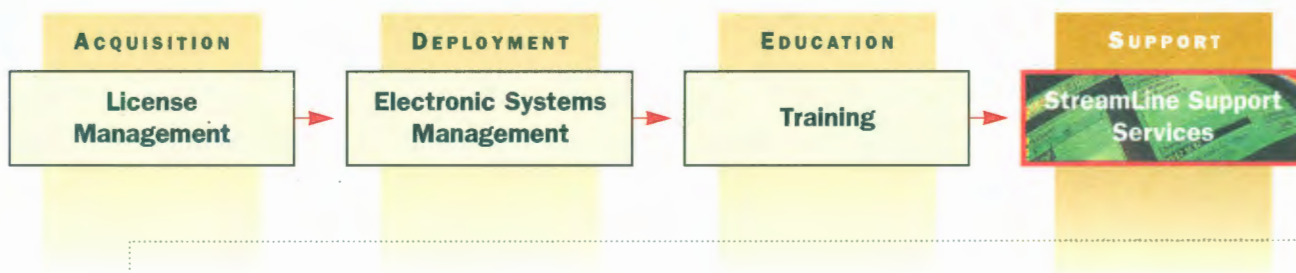 ACQUISITION
License
Management
DEPLOYMENT
Electronic Systems
Management
EDUCATION
Training
SUPPORT
StreamLine Support
Services